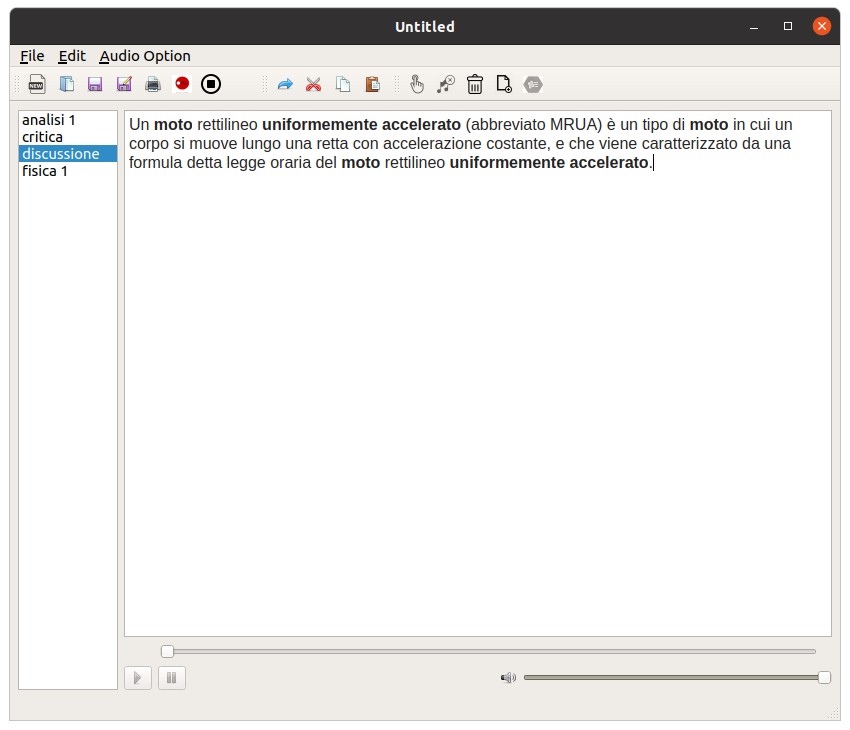 Untitled
File Edit Audio Option
NEW
analisi 1
critica
discussione
fisica 1
Un moto rettilineo uniformemente accelerato (abbreviato MRUA) è un tipo di moto in cui un
corpo si muove lungo una retta con accelerazione costante, e che viene caratterizzato da una
formula detta legge oraria del moto rettilineo uniformemente accelerato.